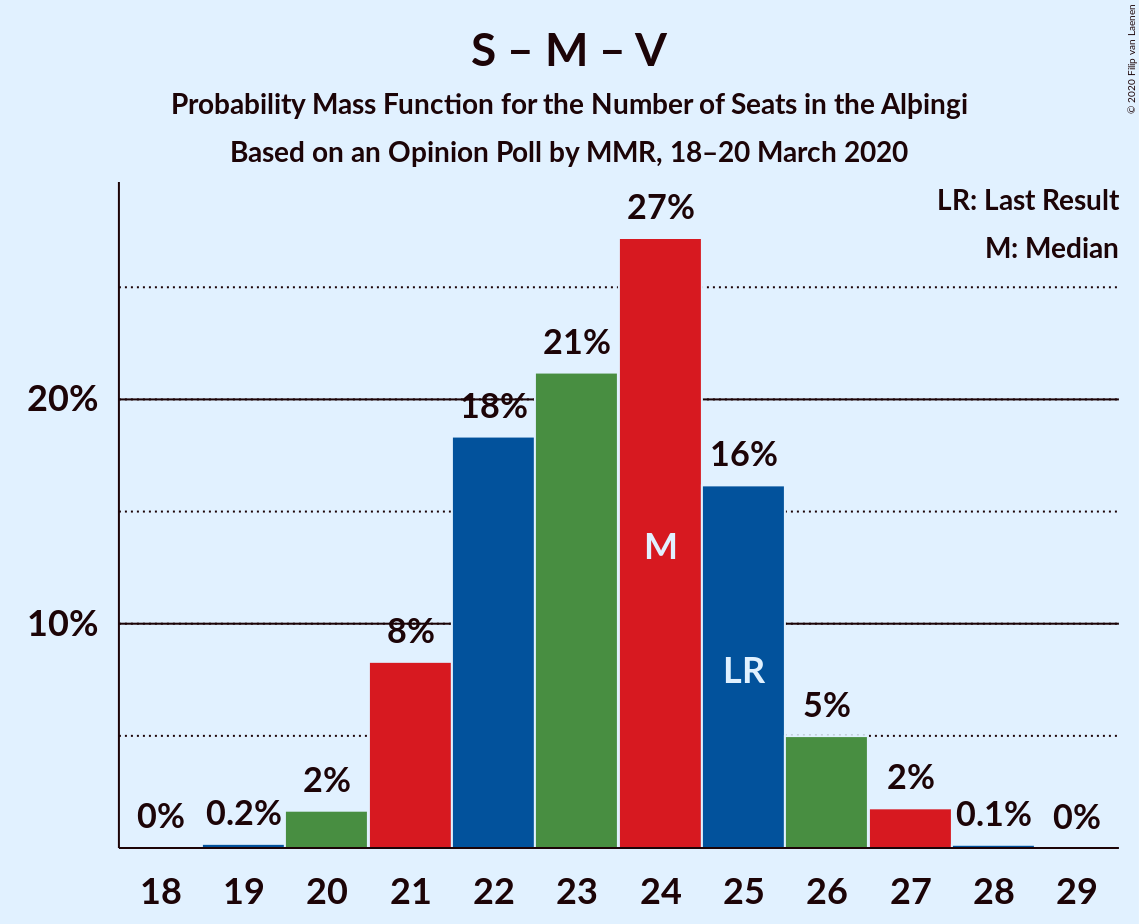 S – M – V
Probability Mass Function for the Number of Seats in the Alþingi
Based on an Opinion Poll by MMR, 18–20 March 2020
© 2020 Filip van Laenen
LR: Last Result
M: Median
27%
21%
20%
18%
16%
M
10%
8%
LR
5%
2%
2%
0%
0.2%
0.1%
0%
18 19 20 21 22 23 24 25 26 27 28 29